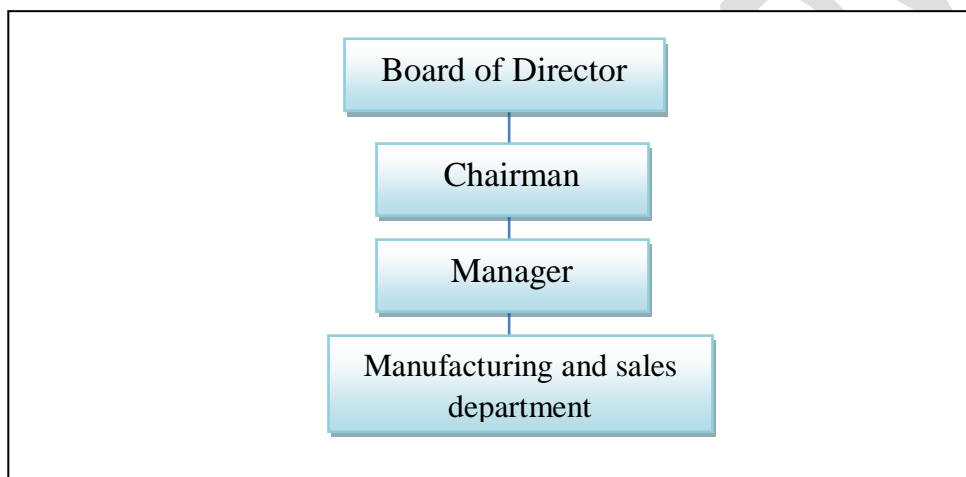 Board of Director
Chairman
Manager
Manufacturing and sales
department